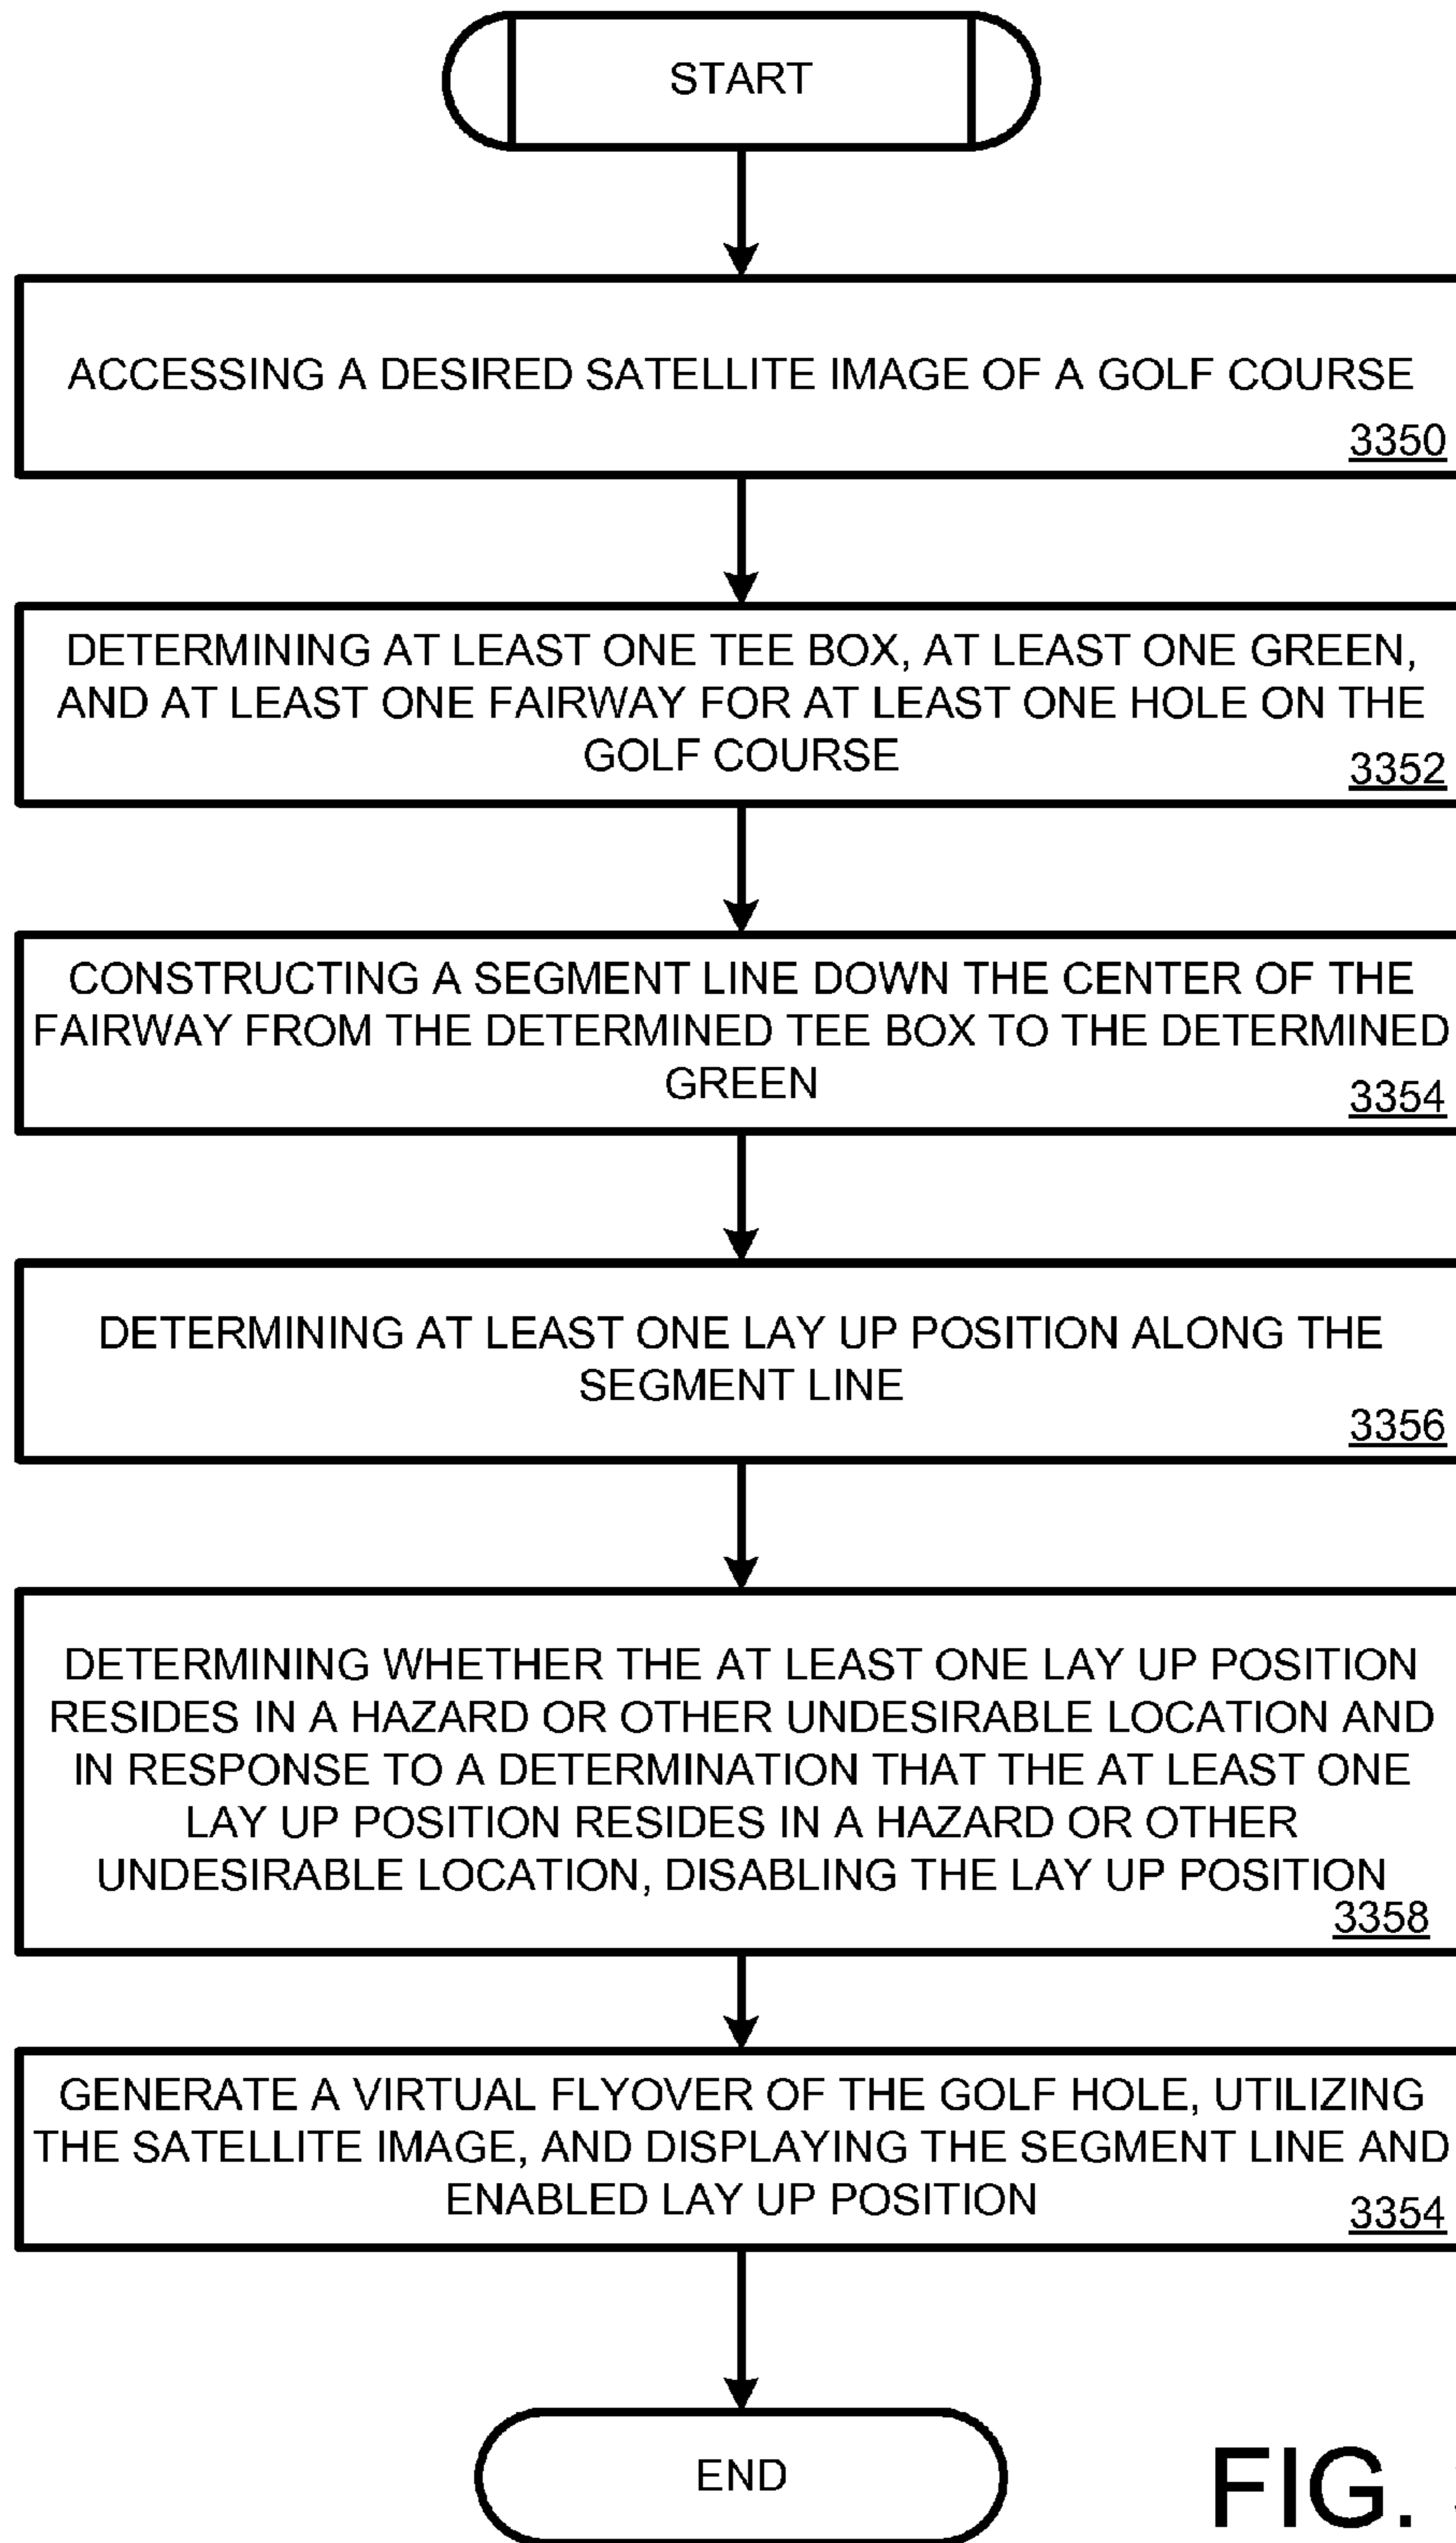 START
ACCESSING A DESIRED SATELLITE IMAGE OF A GOLF COURSE
3350
DETERMINING AT LEAST ONE TEE BOX, AT LEAST ONE GREEN,
AND AT LEAST ONE FAIRWAY FOR AT LEAST ONE HOLE ON THE
GOLF COURSE
3352
CONSTRUCTING A SEGMENT LINE DOWN THE CENTER OF THE
FAIRWAY FROM THE DETERMINED TEE BOX TO THE DETERMINED
GREEN
3354
DETERMINING AT LEAST ONE LAY UP POSITION ALONG THE
SEGMENT LINE
3356
DETERMINING WHETHER THE AT LEAST ONE LAY UP POSITION
RESIDES IN A HAZARD OR OTHER UNDESIRABLE LOCATION AND
IN RESPONSE TO A DETERMINATION THAT THE AT LEAST ONE
LAY UP POSITION RESIDES IN A HAZARD OR OTHER
UNDESIRABLE LOCATION, DISABLING THE LAY UP POSITION
3358
GENERATE A VIRTUAL FLYOVER OF THE GOLF HOLE, UTILIZING
THE SATELLITE IMAGE, AND DISPLAYING THE SEGMENT LINE AND
ENABLED LAY UP POSITION
3354
END
FIG.